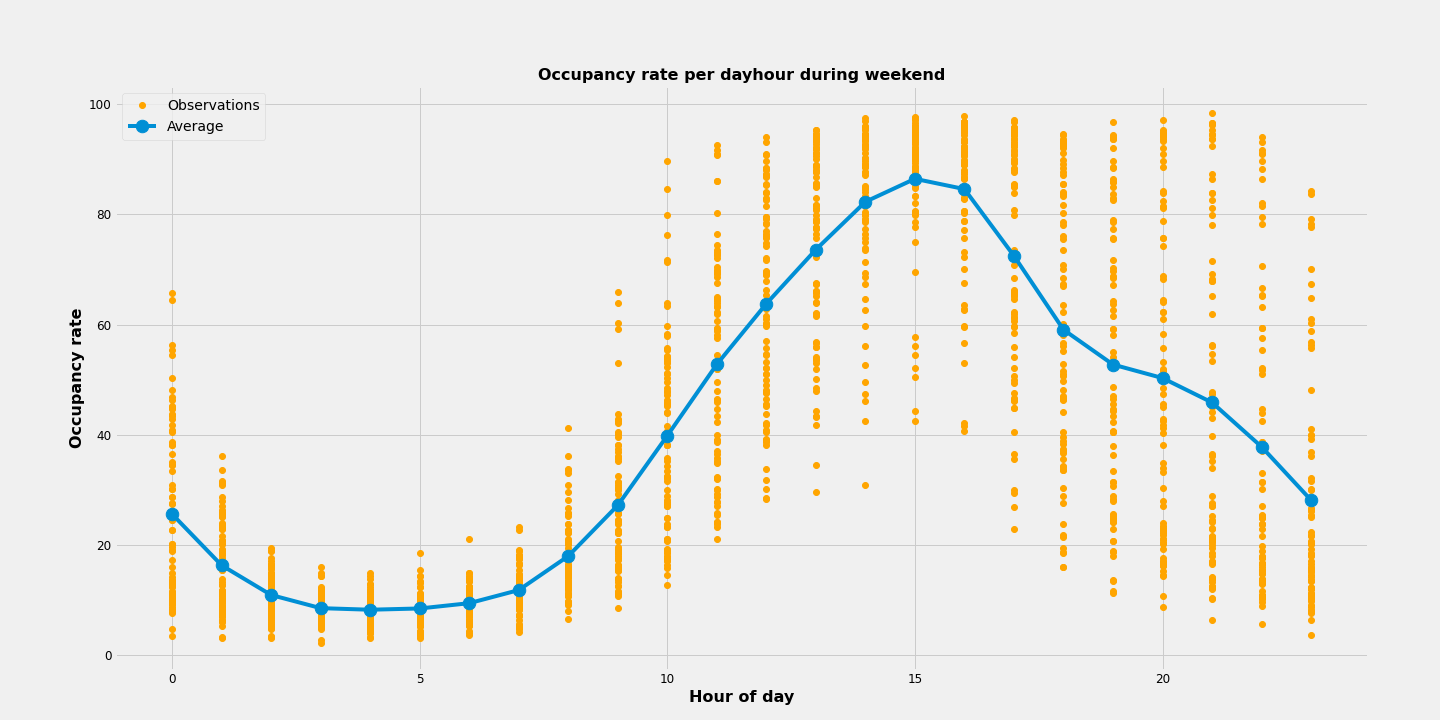 Occupancy rate per dayhour during weekend
Observations
Average
100
80
60
40
20
0
Occupancy rate
0 5 10 15 20
Hour of day